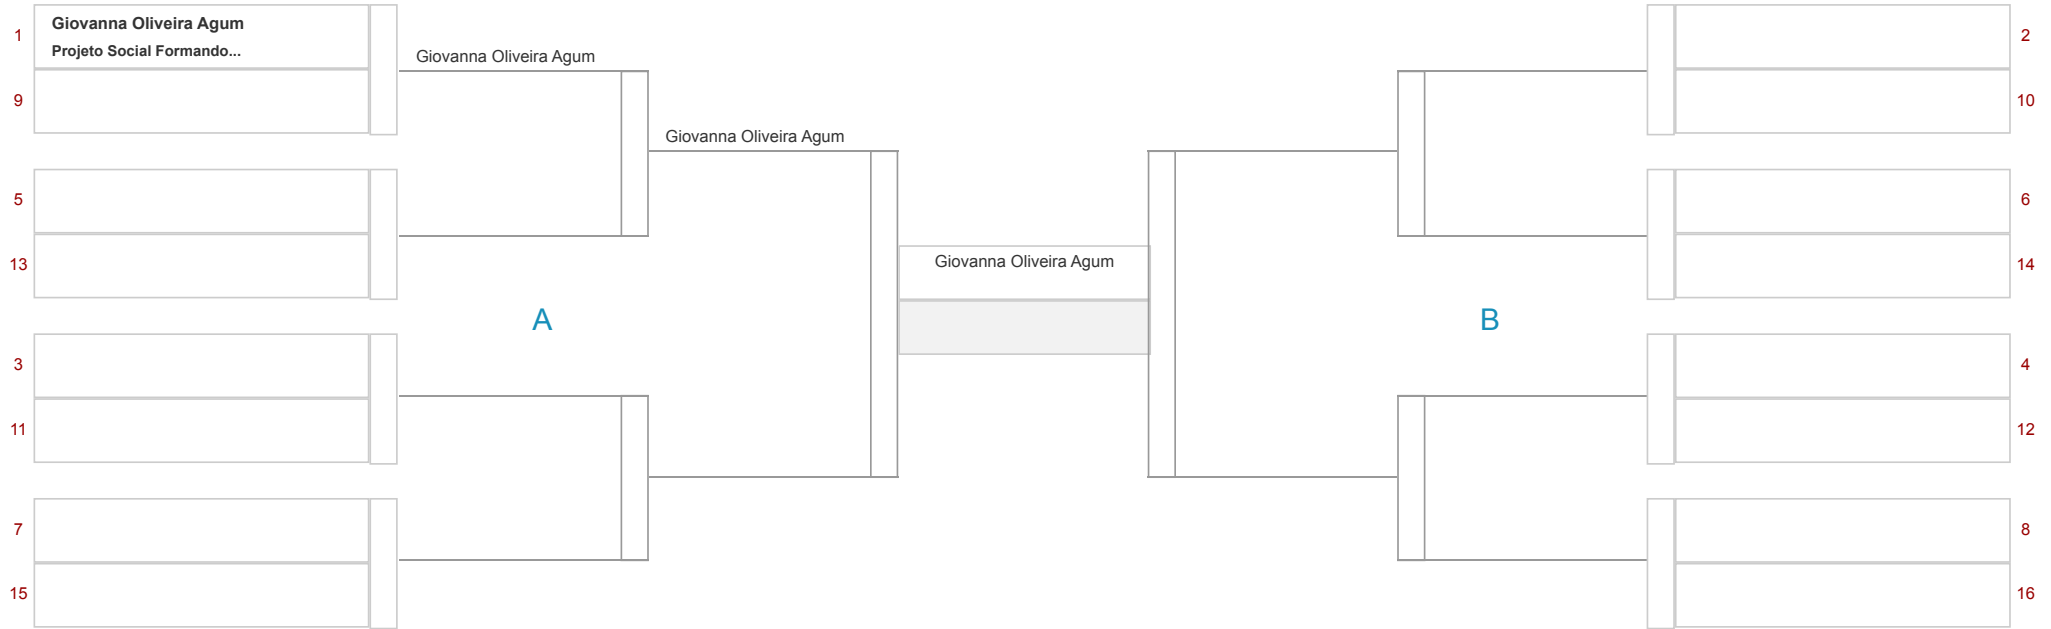 1
Giovanna Oliveira Agum
Projeto Social Formando...
9
5
13
3
11
7
15
Giovanna Oliveira Agum
Giovanna Oliveira Agum
A
Giovanna Oliveira Agum
B
2
10
6
14
4
12
8
16